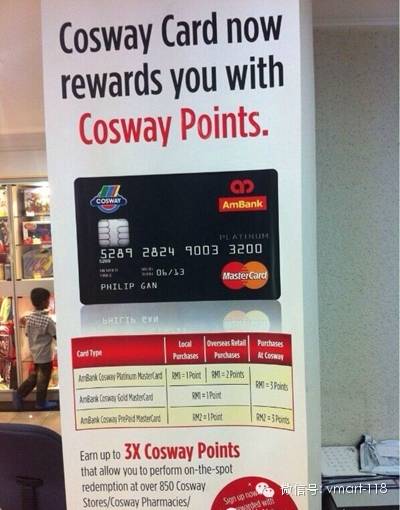 Cosway Card now
rewards you with
Cosway Points.
COSWAY
AmBank
PLATINUM
5289 2824 9003 3200
5289
06/13
MasterCard
PHILIP GAN
Card Type
Local Purchases
Overseas Retail Purchases
Purchases At Cosway
AmBank Cosway Platinum MasterCard
RM1 = 1 Point
RM1 = 2 Points
RM1 = 3 Points
AmBank Cosway Gold MasterCard
RM1 = 1 Point
AmBank Cosway PrePaid MasterCard
RM2 = 1 Point
RM2 = 3 Points
Earn up to 3X Cosway Points
that allow you to perform on-the-spot
redemption at over 850 Cosway
Stores/Cosway Pharmacies/
Sign up now
rewarded with
微信号: vmart-118